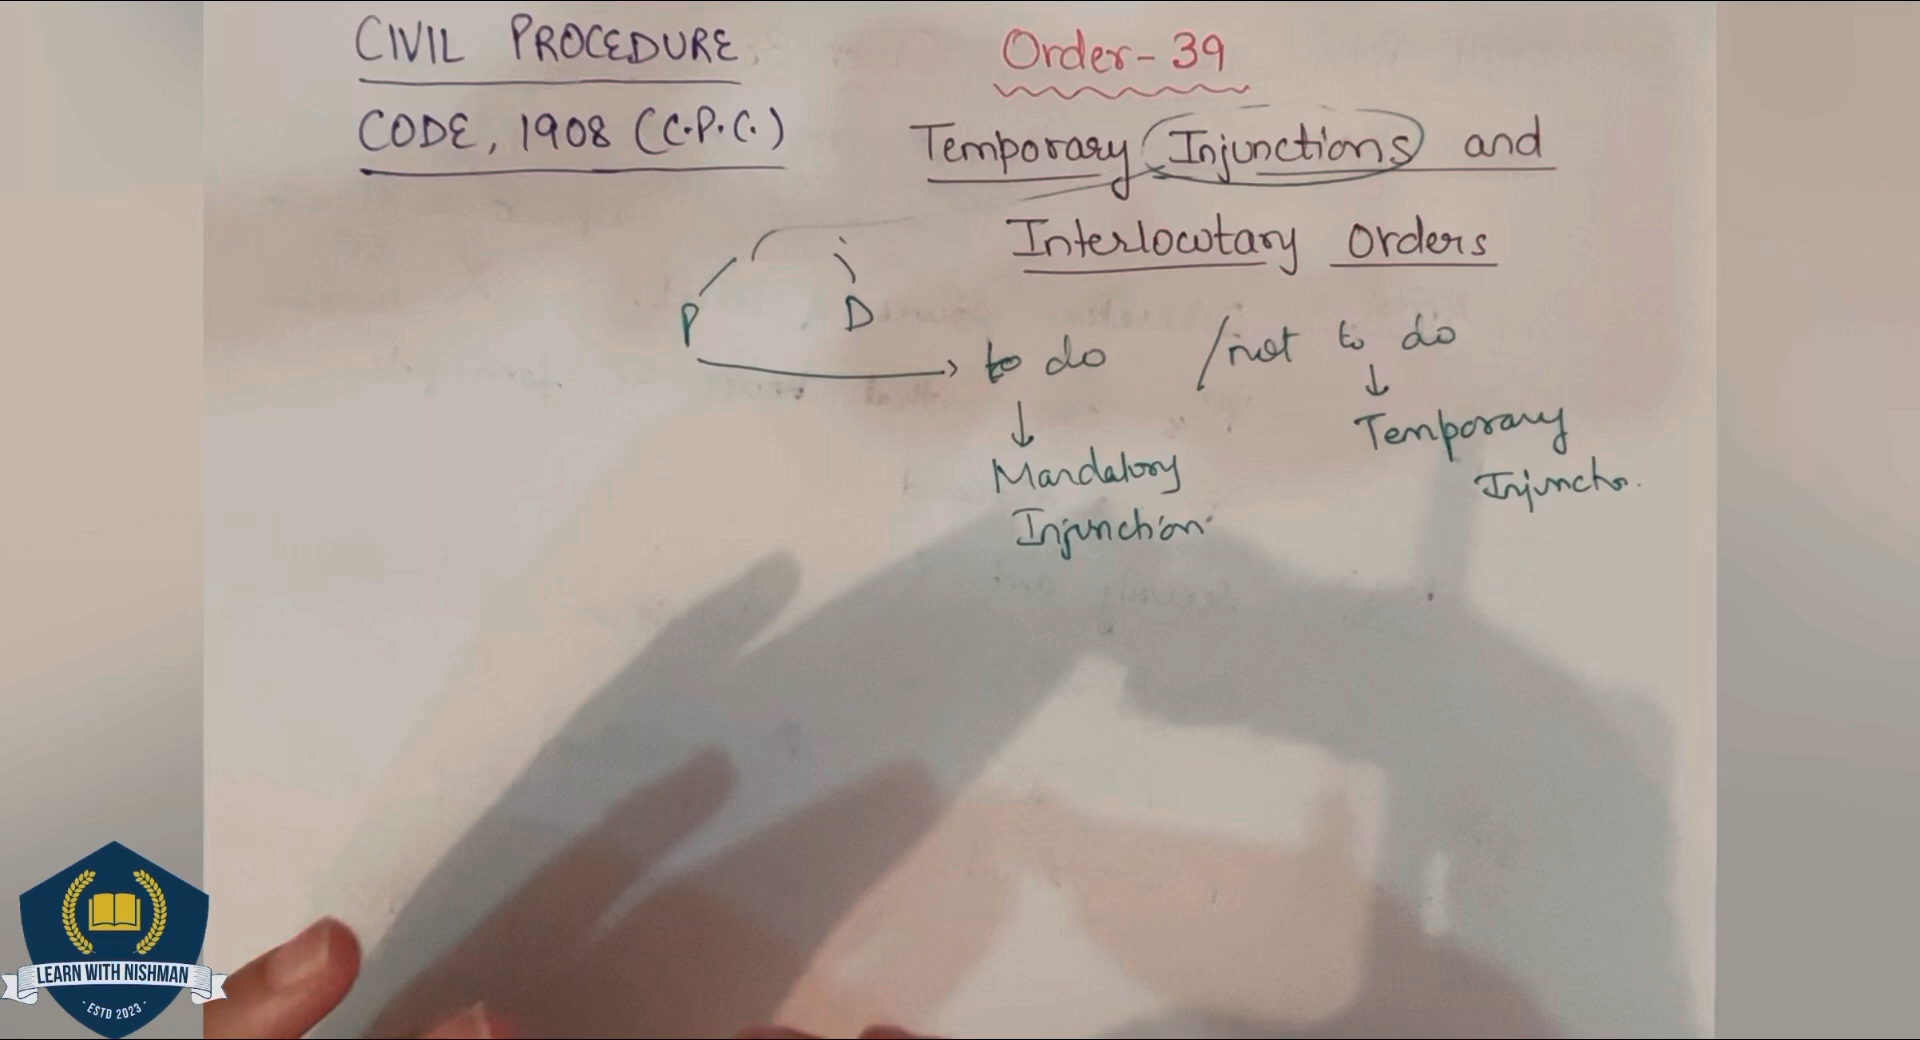 CIVIL PROCEDURE
CODE, 1908 (C.P.C.)
Order-39
Temporary Injunctions and
Interlocutary Orders
P D
to do /not to do
Mandatory
Injunction
Temporary
Injunctn.
LEARN WITH NISHMAN
- ESTD 2023 -